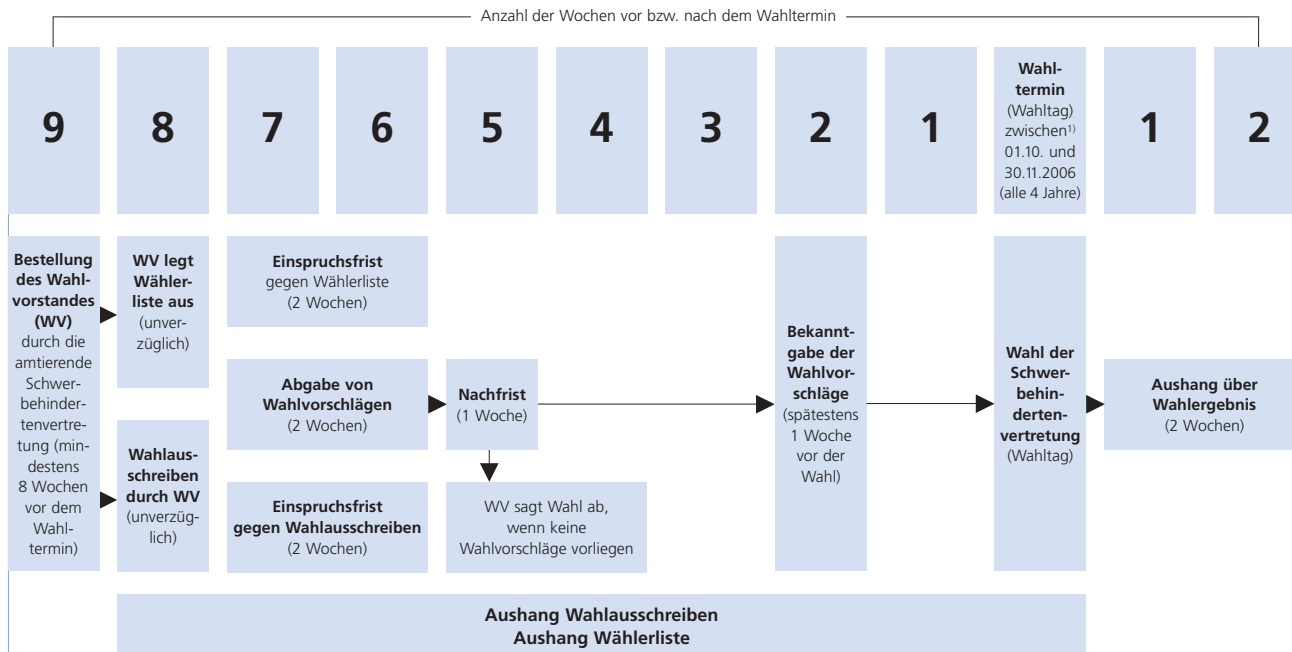 Anzahl der Wochen vor bzw. nach dem Wahltermin
9
8
7
6
5
4
3
2
1
Wahl-
termin
(Wahltag)
zwischen¹⁾
01.10. und
30.11.2006
(alle 4 Jahre)
1
2
Bestellung
des Wahl-
vorstandes
(WV)
durch die
amtierende
Schwer-
behinder-
tenvertre-
tung (min-
destens
8 Wochen
vor dem
Wahl-
termin)
WV legt
Wähler-
liste aus
(unver-
züglich)
Wahlaus-
schreiben
durch WV
(unverzüg-
lich)
Einspruchsfrist
gegen Wählerliste
(2 Wochen)
Abgabe von
Wahlvorschlägen
(2 Wochen)
Einspruchsfrist
gegen Wahlausschreiben
(2 Wochen)
Nachfrist
(1 Woche)
WV sagt Wahl ab,
wenn keine
Wahlvorschläge vorliegen
Bekannt-
gabe der
Wahlvor-
schläge
(spätestens
1 Woche
vor der
Wahl)
Wahl der
Schwer-
behin-
derten-
vertretung
(Wahltag)
Aushang über
Wahlergebnis
(2 Wochen)
Aushang Wahlausschreiben
Aushang Wählerliste